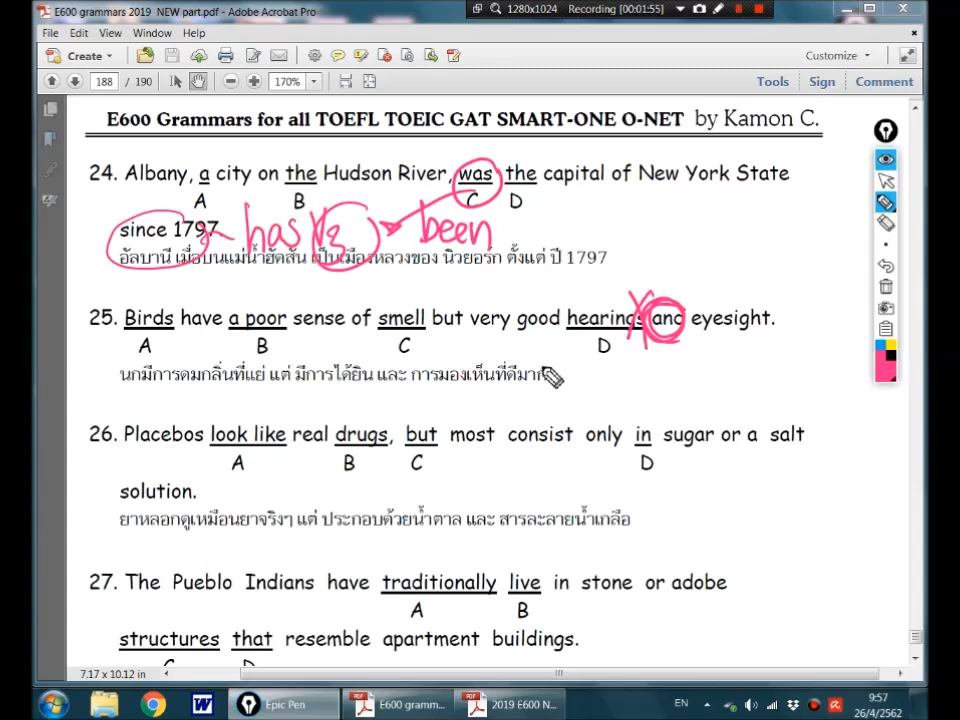 E600 grammars 2019 NEW part.pdf - Adobe Acrobat Pro
1280x1024 Recording [00:01:55]
File Edit View Window Help
Create Customize
188 / 190 170% Tools Sign Comment
E600 Grammars for all TOEFL TOEIC GAT SMART-ONE O-NET by Kamon C.
24. Albany, a city on the Hudson River, was the capital of New York State
A B C D
since 1797 has V3 been
อัลบานี เมื่อบนแม่น้ำฮัดสัน เป็นเมืองหลวงของ นิวยอร์ก ตั้งแต่ ปี 1797
25. Birds have a poor sense of smell but very good hearings and eyesight.
A B C D
นกมีการดมกลิ่นที่แย่ แต่ มีการได้ยิน และ การมองเห็นที่ดีมาก
26. Placebos look like real drugs, but most consist only in sugar or a salt
A B C D
solution.
ยาหลอกดูเหมือนยาจริงๆ แต่ ประกอบด้วยน้ำตาล และ สารละลายน้ำเกลือ
27. The Pueblo Indians have traditionally live in stone or adobe
A B
structures that resemble apartment buildings.
C D
7.17 x 10.12 in
Epic Pen E600 gramm... 2019 E600 N... EN 9:57
26/4/2562